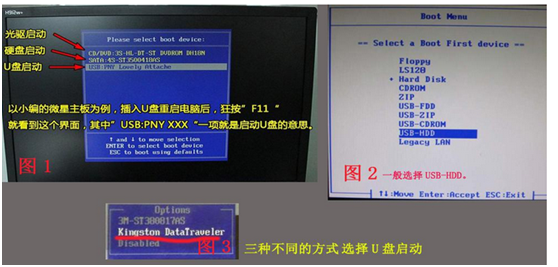 光驱启动
硬盘启动
U盘启动
Please select boot device:
CD/DVD:3S-HL-DT-ST DVDROM DH18N
SATA:4S-ST3500418AS
USB:PNY Lovely Attache
以小编的微星主板为例，插入U盘重启电脑后，狂按"F11"
就看到这个界面，其中"USB:PNY XXX"一项就是启动U盘的意思。
↑ and ↓ to move selection
ENTER to select boot device
ESC to boot using defaults
图1
Boot Menu
== Select a Boot First device ==
Floppy
LS120
Hard Disk
CDROM
ZIP
USB-FDD
USB-ZIP
USB-CDROM
USB-HDD
Legacy LAN
图2一般选择USB-HDD。
↑↓:Move Enter:Accept ESC:Exit
Options
3M-ST380817AS
Kingston DataTraveler
Disabled
图3 三种不同的方式选择U盘启动